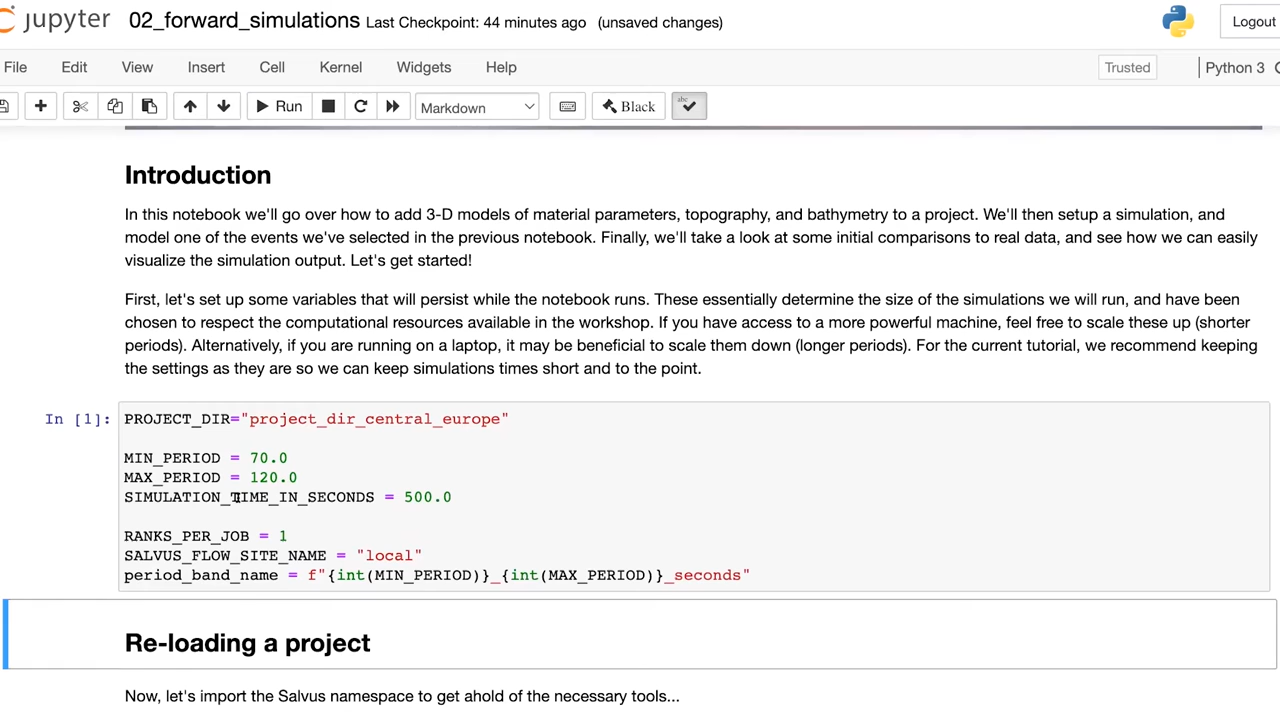 jupyter 02_forward_simulations Last Checkpoint: 44 minutes ago (unsaved changes) Logout
File Edit View Insert Cell Kernel Widgets Help Trusted Python 3
Run Markdown Black abc
Introduction
In this notebook we'll go over how to add 3-D models of material parameters, topography, and bathymetry to a project. We'll then setup a simulation, and
model one of the events we've selected in the previous notebook. Finally, we'll take a look at some initial comparisons to real data, and see how we can easily
visualize the simulation output. Let's get started!
First, let's set up some variables that will persist while the notebook runs. These essentially determine the size of the simulations we will run, and have been
chosen to respect the computational resources available in the workshop. If you have access to a more powerful machine, feel free to scale these up (shorter
periods). Alternatively, if you are running on a laptop, it may be beneficial to scale them down (longer periods). For the current tutorial, we recommend keeping
the settings as they are so we can keep simulations times short and to the point.
In [1]: PROJECT_DIR="project_dir_central_europe"
MIN_PERIOD = 70.0
MAX_PERIOD = 120.0
SIMULATION_TIME_IN_SECONDS = 500.0
RANKS_PER_JOB = 1
SALVUS_FLOW_SITE_NAME = "local"
period_band_name = f"{int(MIN_PERIOD)}_{int(MAX_PERIOD)}_seconds"
Re-loading a project
Now, let's import the Salvus namespace to get ahold of the necessary tools...